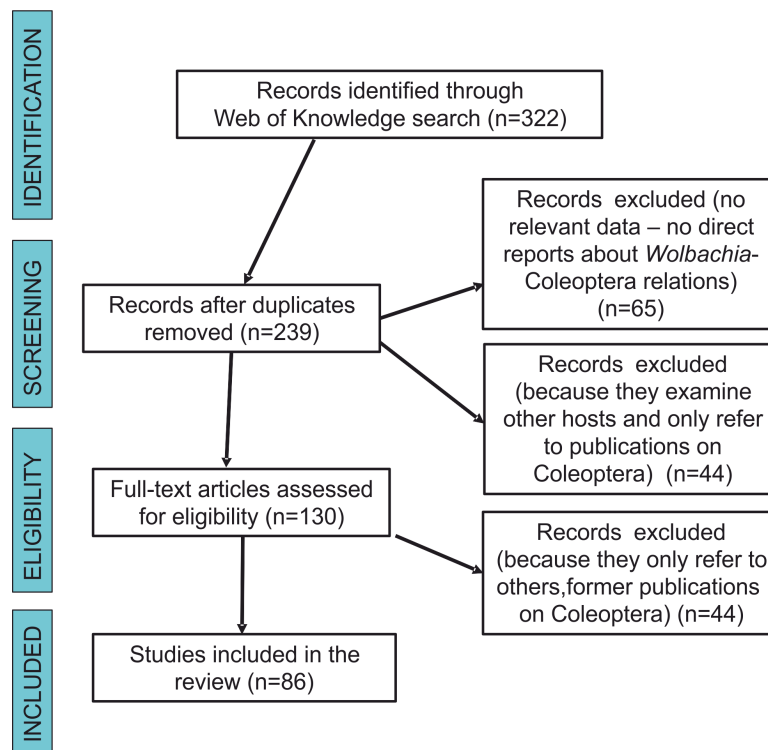 IDENTIFICATION
Records identified through
Web of Knowledge search (n=322)
SCREENING
Records after duplicates
removed (n=239)
Records excluded (no
relevant data – no direct
reports about Wolbachia-
Coleoptera relations)
(n=65)
Records excluded
(because they examine
other hosts and only refer
to publications on
Coleoptera) (n=44)
ELIGIBILITY
Full-text articles assessed
for eligibility (n=130)
Records excluded
(because they only refer to
others,former publications
on Coleoptera) (n=44)
INCLUDED
Studies included in the
review (n=86)